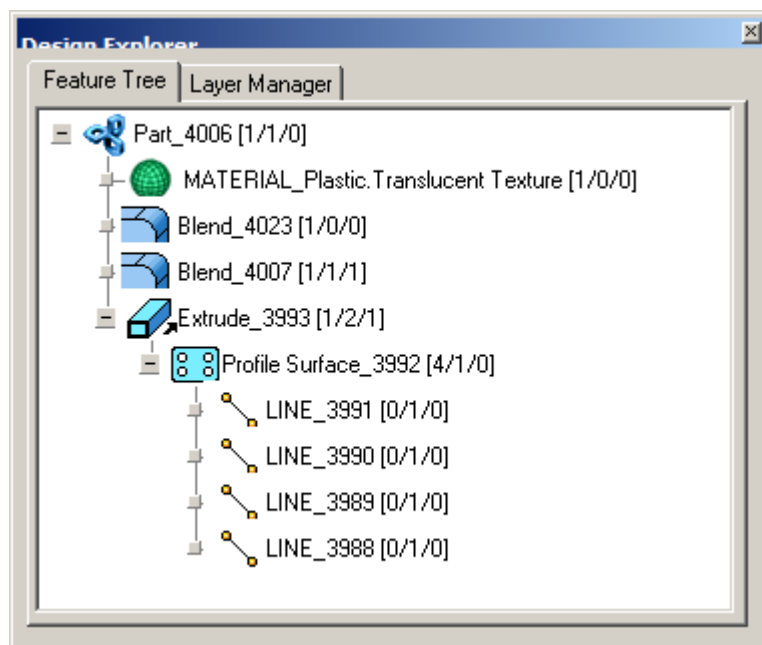 Design Explorer
Feature Tree Layer Manager
Part_4006 [1/1/0]
MATERIAL_Plastic.Translucent Texture [1/0/0]
Blend_4023 [1/0/0]
Blend_4007 [1/1/1]
Extrude_3993 [1/2/1]
Profile Surface_3992 [4/1/0]
LINE_3991 [0/1/0]
LINE_3990 [0/1/0]
LINE_3989 [0/1/0]
LINE_3988 [0/1/0]